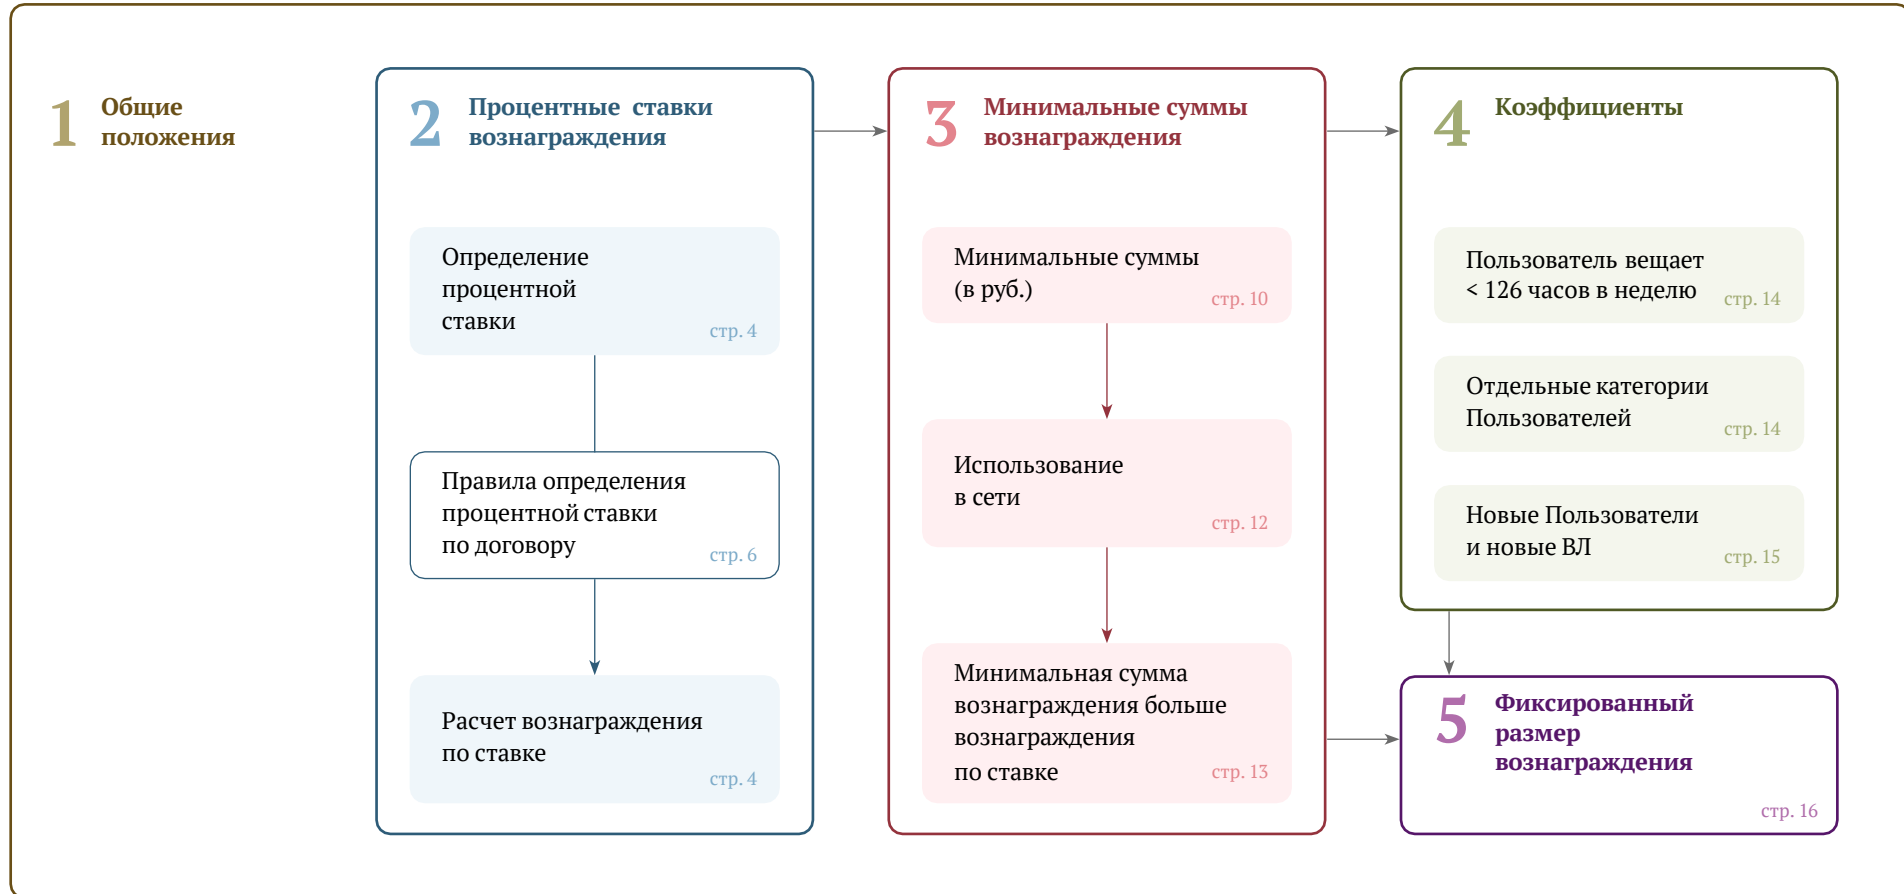 1
Общие
положения
2
Процентные ставки
вознаграждения
Определение
процентной
ставки
стр. 4
Правила определения
процентной ставки
по договору
стр. 6
Расчет вознаграждения
по ставке
стр. 4
3
Минимальные суммы
вознаграждения
Минимальные суммы
(в руб.)
стр. 10
Использование
в сети
стр. 12
Минимальная сумма
вознаграждения больше
вознаграждения
по ставке
стр. 13
4
Коэффициенты
Пользователь вещает
< 126 часов в неделю
стр. 14
Отдельные категории
Пользователей
стр. 14
Новые Пользователи
и новые ВЛ
стр. 15
5
Фиксированный
размер
вознаграждения
стр. 16